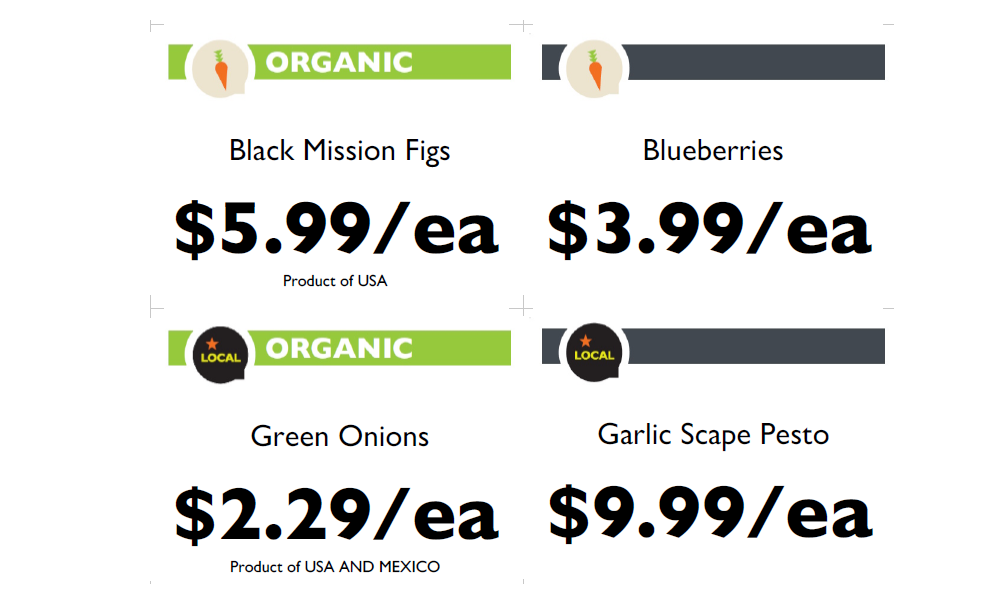 ORGANIC
Black Mission Figs
$5.99/ea
Product of USA
Blueberries
$3.99/ea
LOCAL
ORGANIC
Green Onions
$2.29/ea
Product of USA AND MEXICO
LOCAL
Garlic Scape Pesto
$9.99/ea